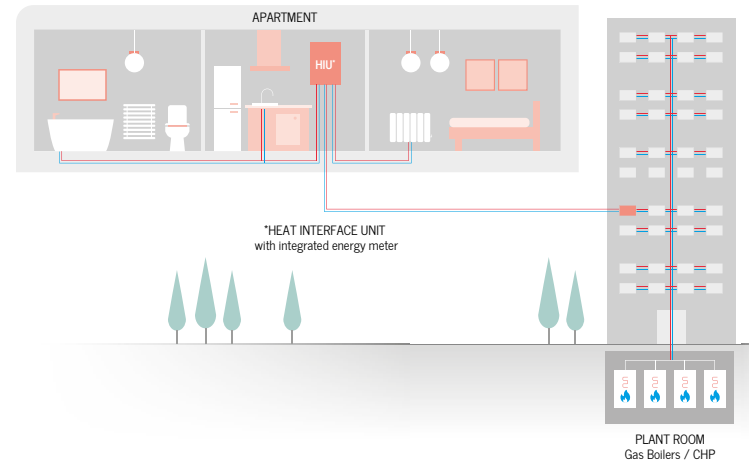 APARTMENT
HIU*
*HEAT INTERFACE UNIT
with integrated energy meter
PLANT ROOM
Gas Boilers / CHP